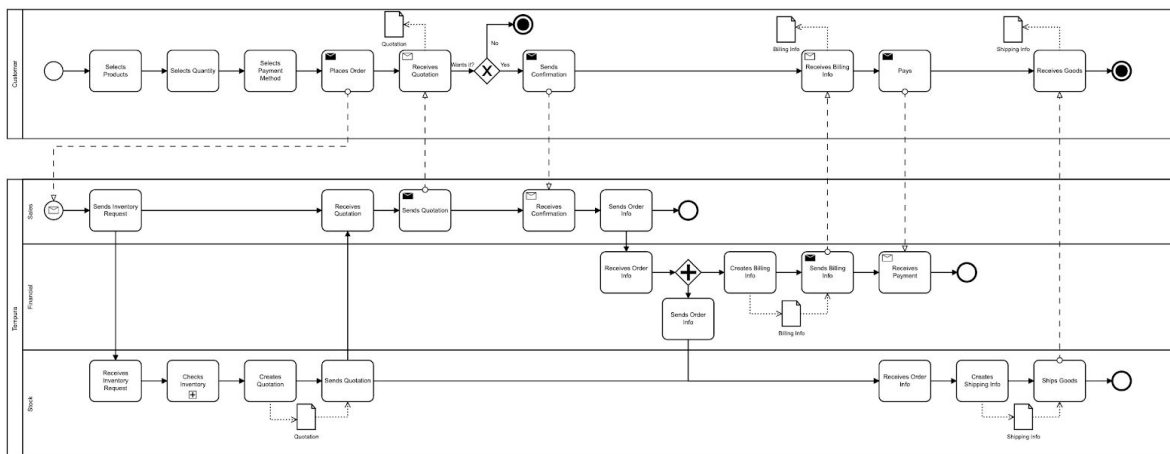 Customer
Selects
Products
Selects Quantity
Selects
Payment
Method
Places Order
Quotation
Receives
Quotation
Wants it?
No
Yes
Sends
Confirmation
Billing Info
Receives Billing
Info
Pays
Shipping Info
Receives Goods
Tempura
Sales
Sends Inventory
Request
Receives
Quotation
Sends Quotation
Receives
Confirmation
Sends Order
Info
Financial
Receives Order
Info
Creates Billing
Info
Sends Billing
Info
Receives
Payment
Sends Order
Info
Billing Info
Stock
Receives
Inventory
Request
Checks
Inventory
Creates
Quotation
Sends Quotation
Quotation
Receives Order
Info
Creates
Shipping Info
Ships Goods
Shipping Info